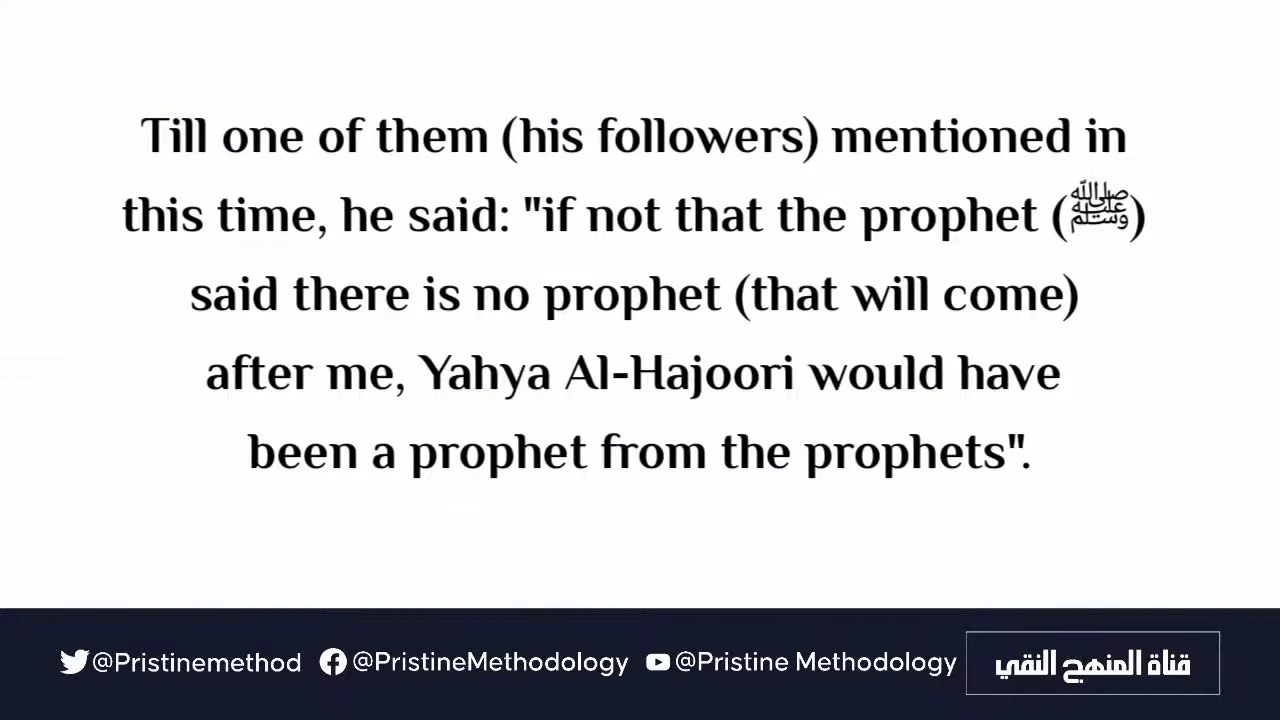 Till one of them (his followers) mentioned in
this time, he said: "if not that the prophet (ﷺ)
said there is no prophet (that will come)
after me, Yahya Al-Hajoori would have
been a prophet from the prophets".
@Pristinemethod @PristineMethodology @Pristine Methodology قناة المنهج النقي